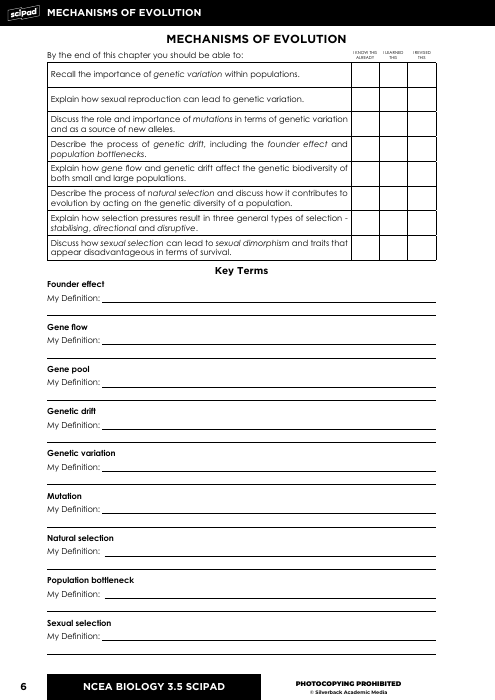 scipad
MECHANISMS OF EVOLUTION
MECHANISMS OF EVOLUTION
By the end of this chapter you should be able to:
I KNOW THIS ALREADY
I LEARNED THIS
I REVISED THIS
Recall the importance of genetic variation within populations.
Explain how sexual reproduction can lead to genetic variation.
Discuss the role and importance of mutations in terms of genetic variation
and as a source of new alleles.
Describe the process of genetic drift, including the founder effect and
population bottlenecks.
Explain how gene flow and genetic drift affect the genetic biodiversity of
both small and large populations.
Describe the process of natural selection and discuss how it contributes to
evolution by acting on the genetic diversity of a population.
Explain how selection pressures result in three general types of selection -
stabilising, directional and disruptive.
Discuss how sexual selection can lead to sexual dimorphism and traits that
appear disadvantageous in terms of survival.
Key Terms
Founder effect
My Definition:
Gene flow
My Definition:
Gene pool
My Definition:
Genetic drift
My Definition:
Genetic variation
My Definition:
Mutation
My Definition:
Natural selection
My Definition:
Population bottleneck
My Definition:
Sexual selection
My Definition:
6
NCEA BIOLOGY 3.5 SCIPAD
PHOTOCOPYING PROHIBITED
© Silverback Academic Media